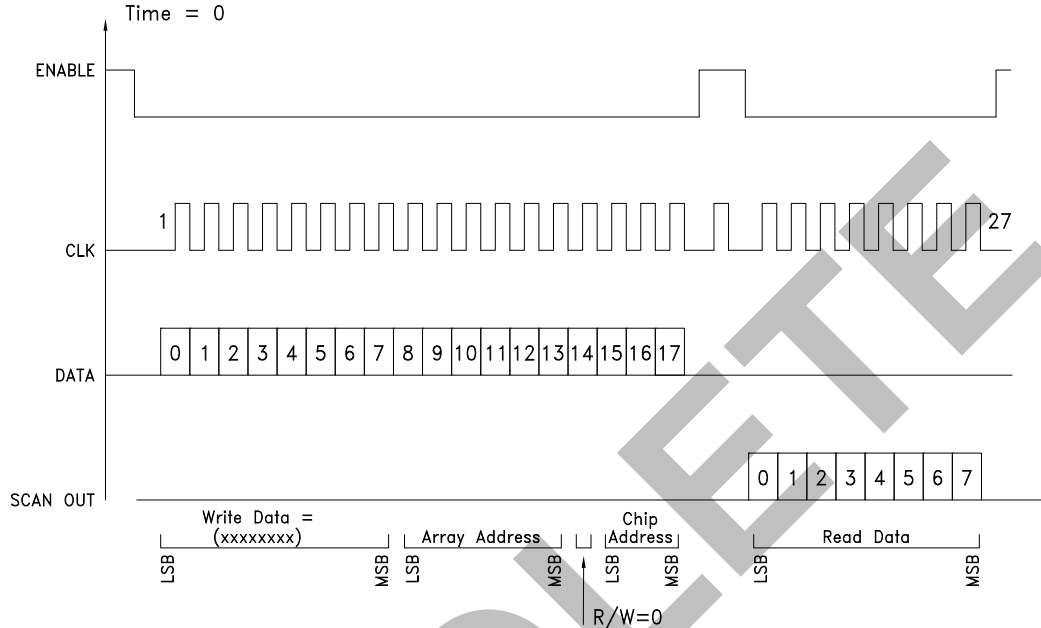 Time = 0
ENABLE
1
27
CLK
0 1 2 3 4 5 6 7 8 9 10 11 12 13 14 15 16 17
DATA
0 1 2 3 4 5 6 7
SCAN OUT
Write Data =
(xxxxxxxx)
Array Address
Chip
Address
Read Data
LSB MSB LSB MSB LSB MSB LSB MSB
R/W=0
OLETE